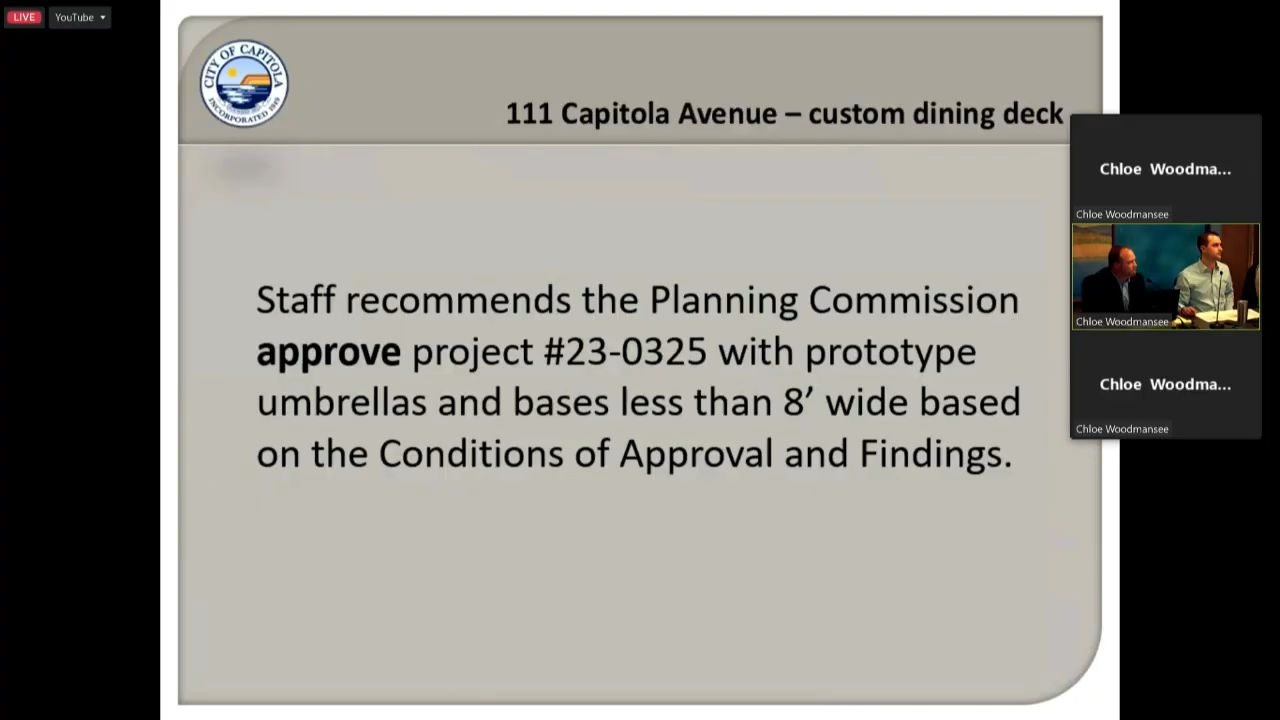 LIVE
YouTube
CITY OF CAPITOLA
INCORPORATED 1949
111 Capitola Avenue – custom dining deck
Staff recommends the Planning Commission
approve project #23-0325 with prototype
umbrellas and bases less than 8’ wide based
on the Conditions of Approval and Findings.
Chloe Woodma...
Chloe Woodmansee
Chloe Woodmansee
Chloe Woodma...
Chloe Woodmansee